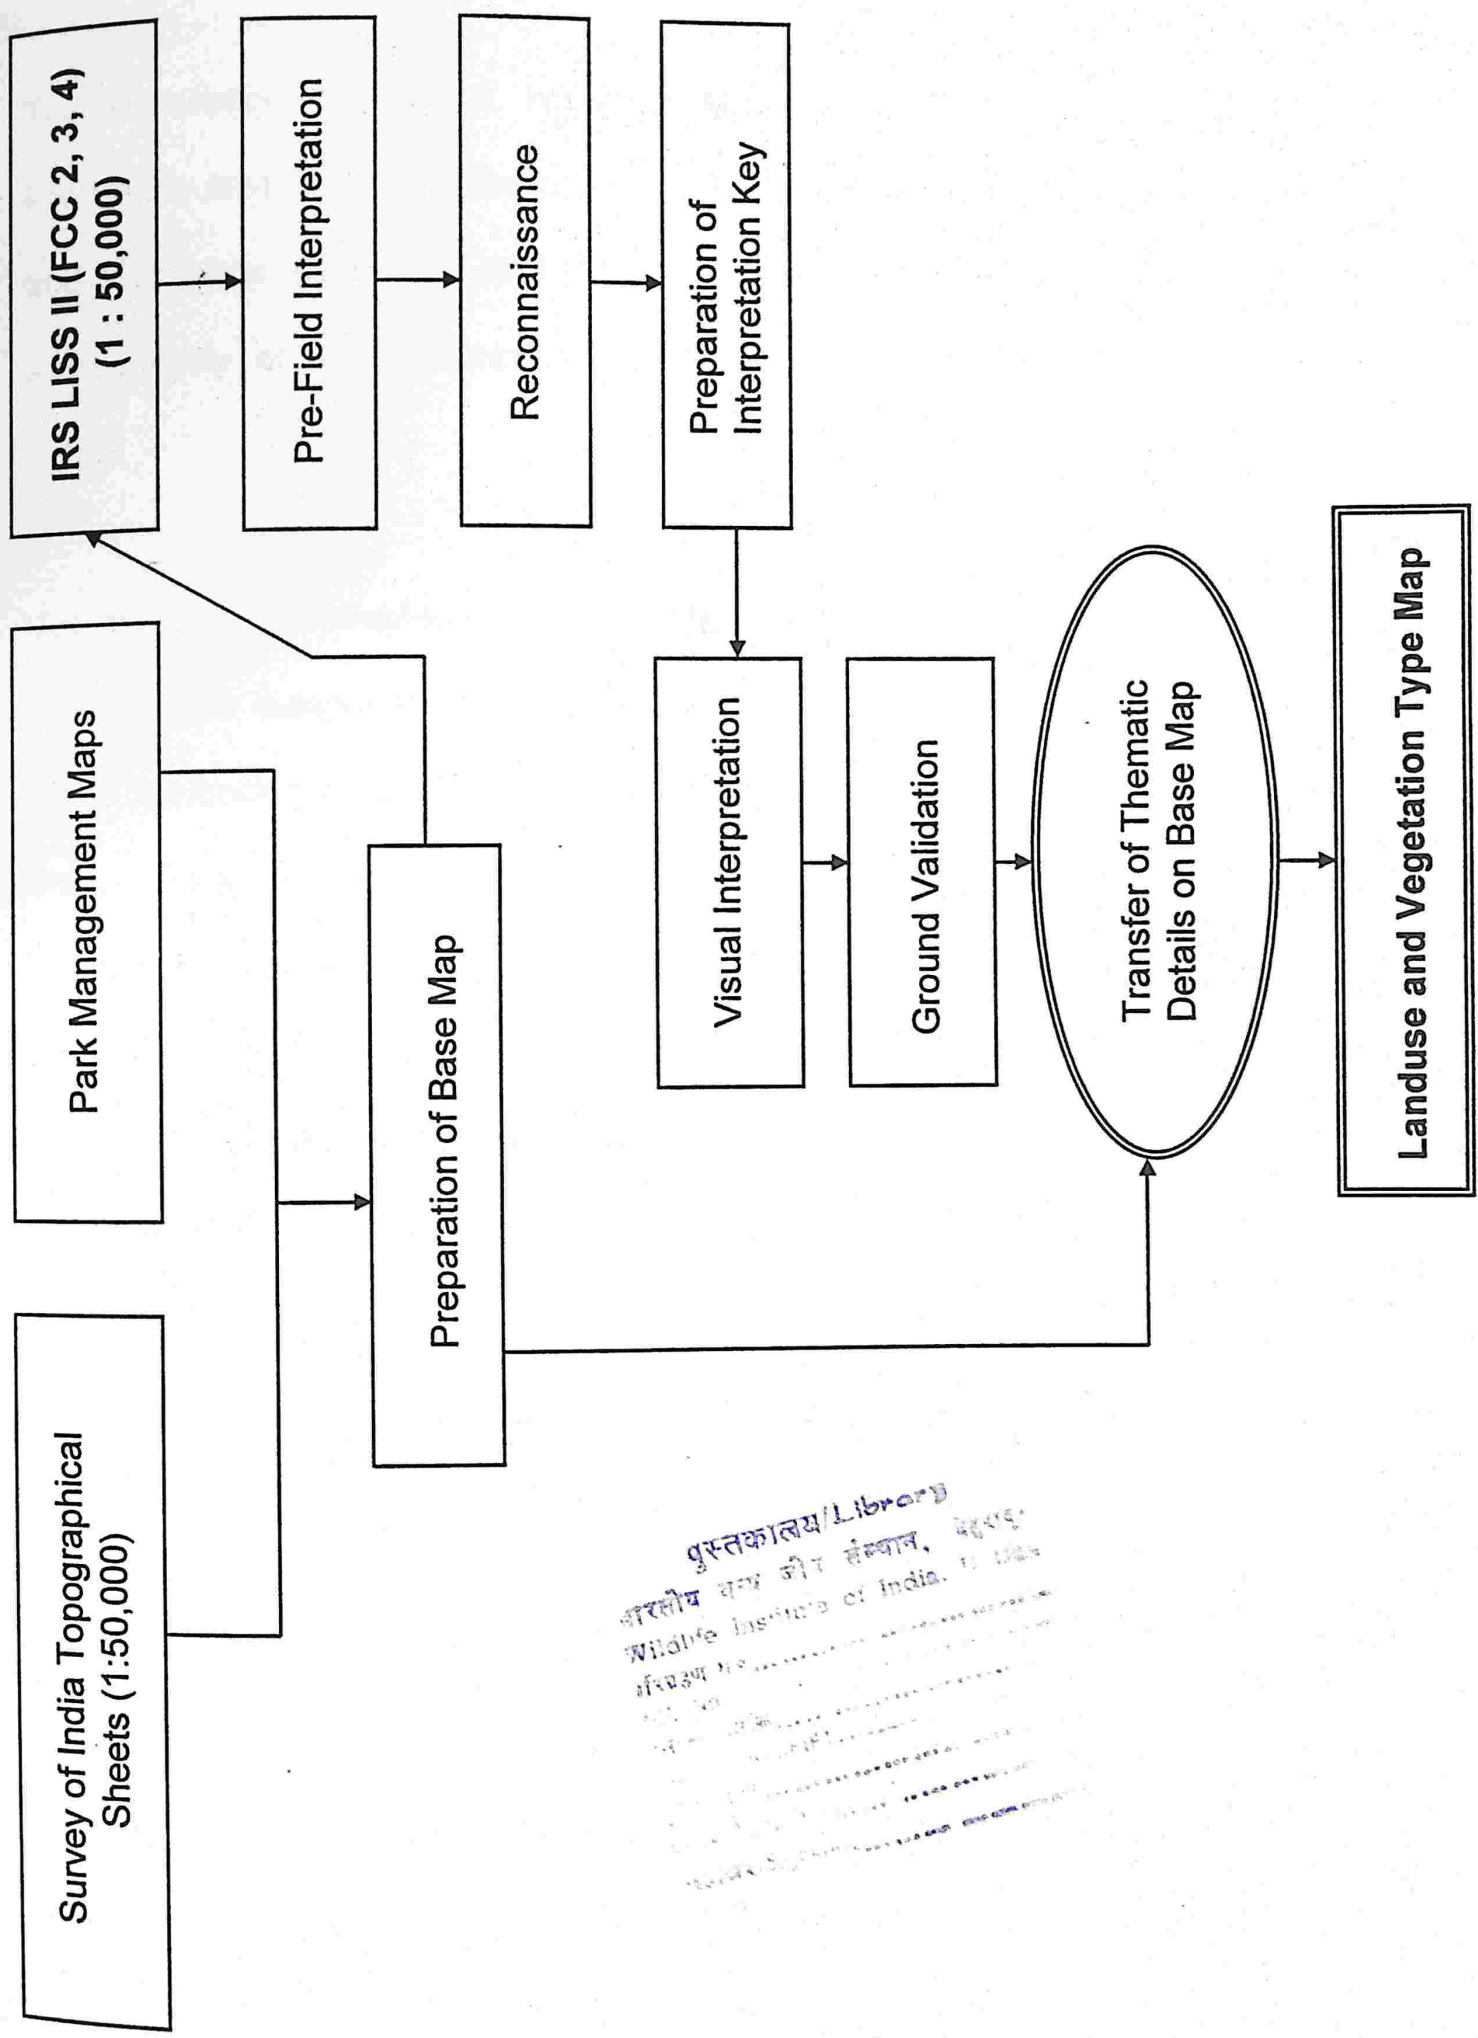 Survey of India Topographical
Sheets (1:50,000)
Park Management Maps
IRS LISS II (FCC 2, 3, 4)
(1 : 50,000)
Preparation of Base Map
Pre-Field Interpretation
Reconnaissance
Preparation of
Interpretation Key
Visual Interpretation
Ground Validation
Transfer of Thematic
Details on Base Map
Landuse and Vegetation Type Map
पुस्तकालय/Library
भारतीय वन्य जीव संस्थान,
Wildlife Institute of India,